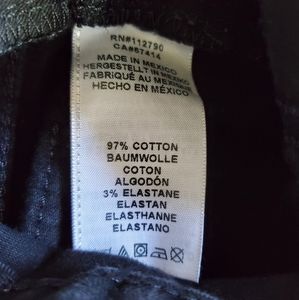 RN#112790
CA#67414
MADE IN MEXICO
HERGESTELLT IN MEXIKO
FABRIQUÉ AU MEXIQUE
HECHO EN MÉXICO
97% COTTON
BAUMWOLLE
COTON
ALGODÓN
3% ELASTANE
ELASTAN
ELASTHANNE
ELASTANO